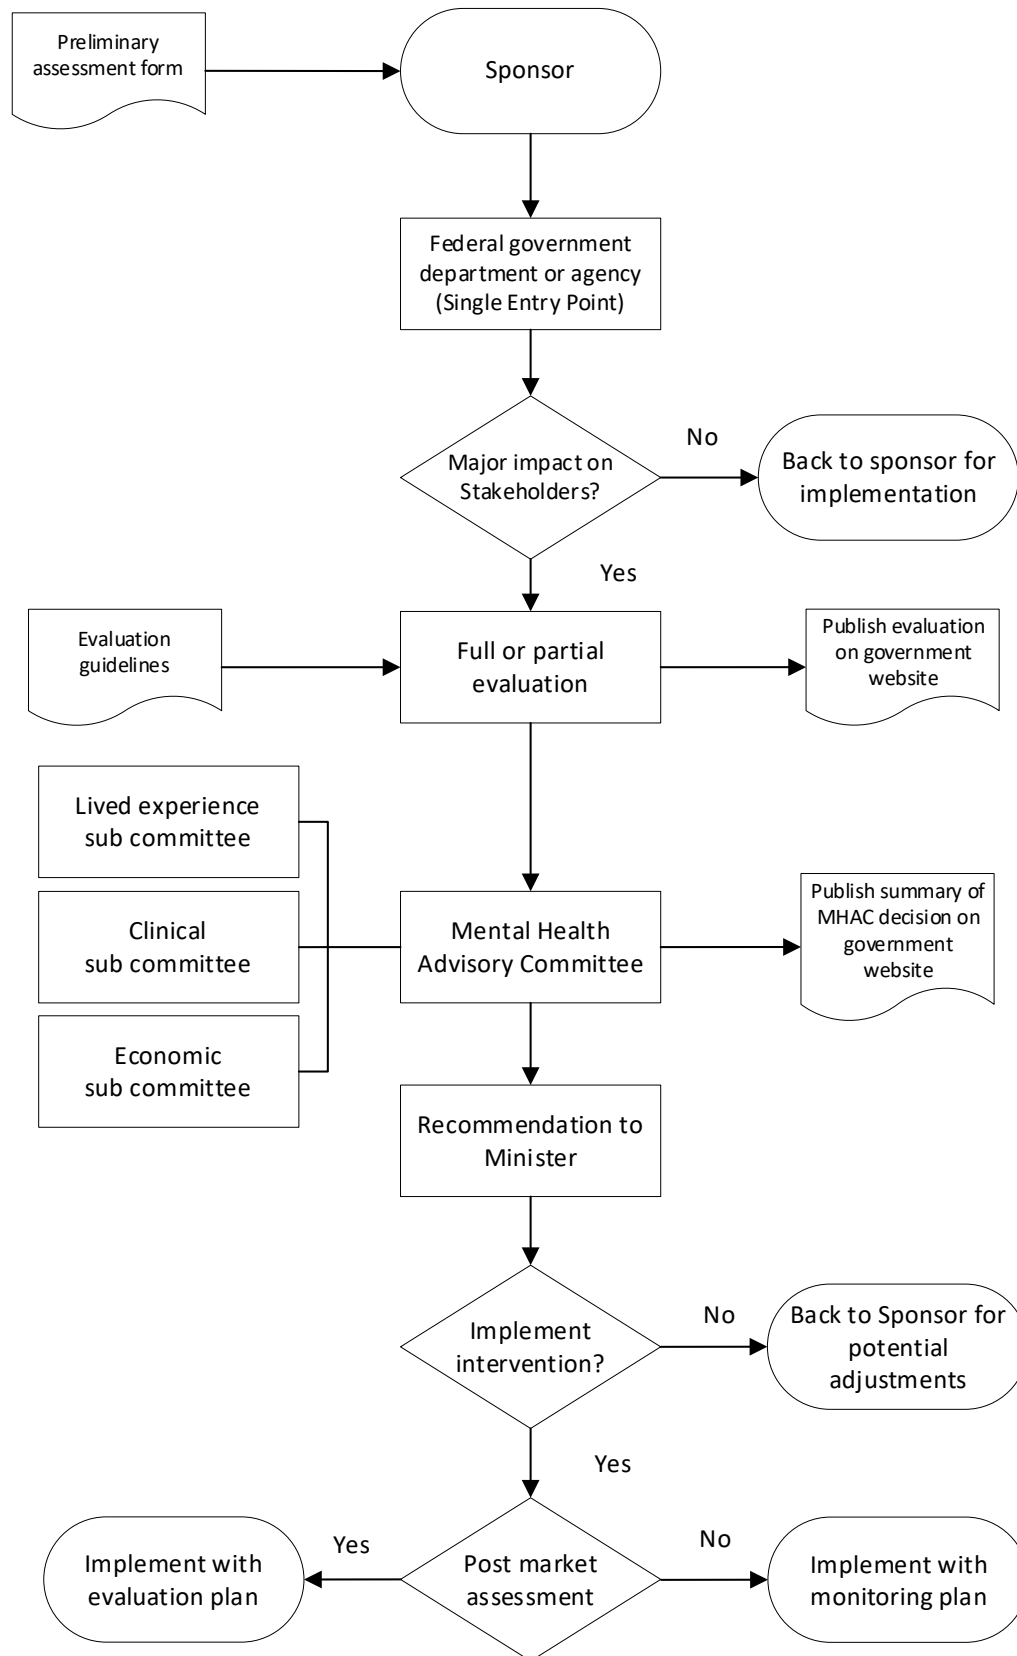 Preliminary
assessment form
Sponsor
Federal government
department or agency
(Single Entry Point)
Major impact on
Stakeholders?
No
Back to sponsor for
implementation
Yes
Evaluation
guidelines
Full or partial
evaluation
Publish evaluation
on government
website
Lived experience
sub committee
Clinical
sub committee
Economic
sub committee
Mental Health
Advisory Committee
Publish summary of
MHAC decision on
government
website
Recommendation to
Minister
Implement
intervention?
No
Back to Sponsor for
potential
adjustments
Yes
Post market
assessment
Yes
Implement with
evaluation plan
No
Implement with
monitoring plan